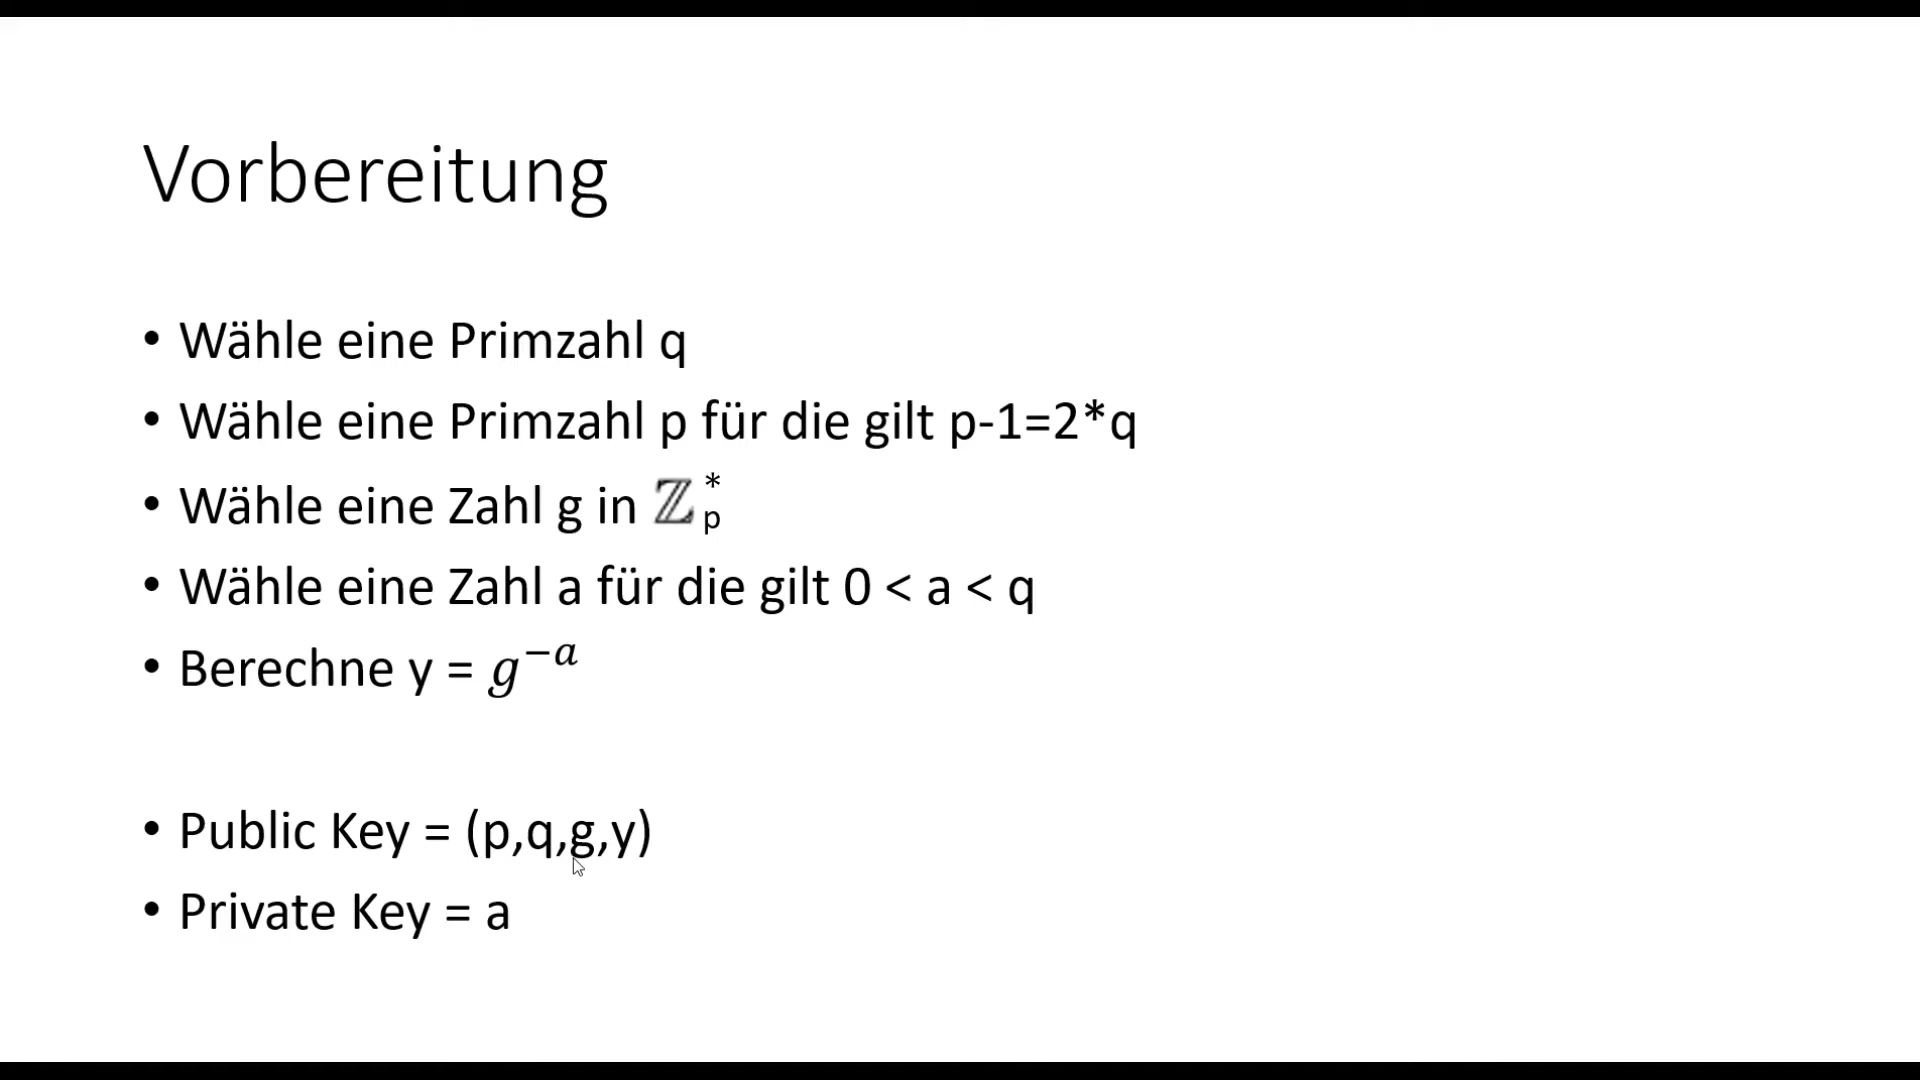 Vorbereitung
• Wähle eine Primzahl q
• Wähle eine Primzahl p für die gilt p-1=2*q
• Wähle eine Zahl g in ℤ*p
• Wähle eine Zahl a für die gilt 0 < a < q
• Berechne y = g^−a
• Public Key = (p,q,g,y)
• Private Key = a